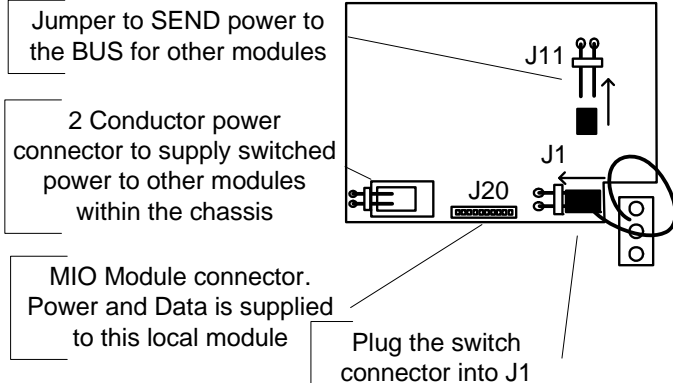 Jumper to SEND power to
the BUS for other modules
J11
2 Conductor power
connector to supply switched
power to other modules
within the chassis
J1
J20
MIO Module connector.
Power and Data is supplied
to this local module
Plug the switch
connector into J1